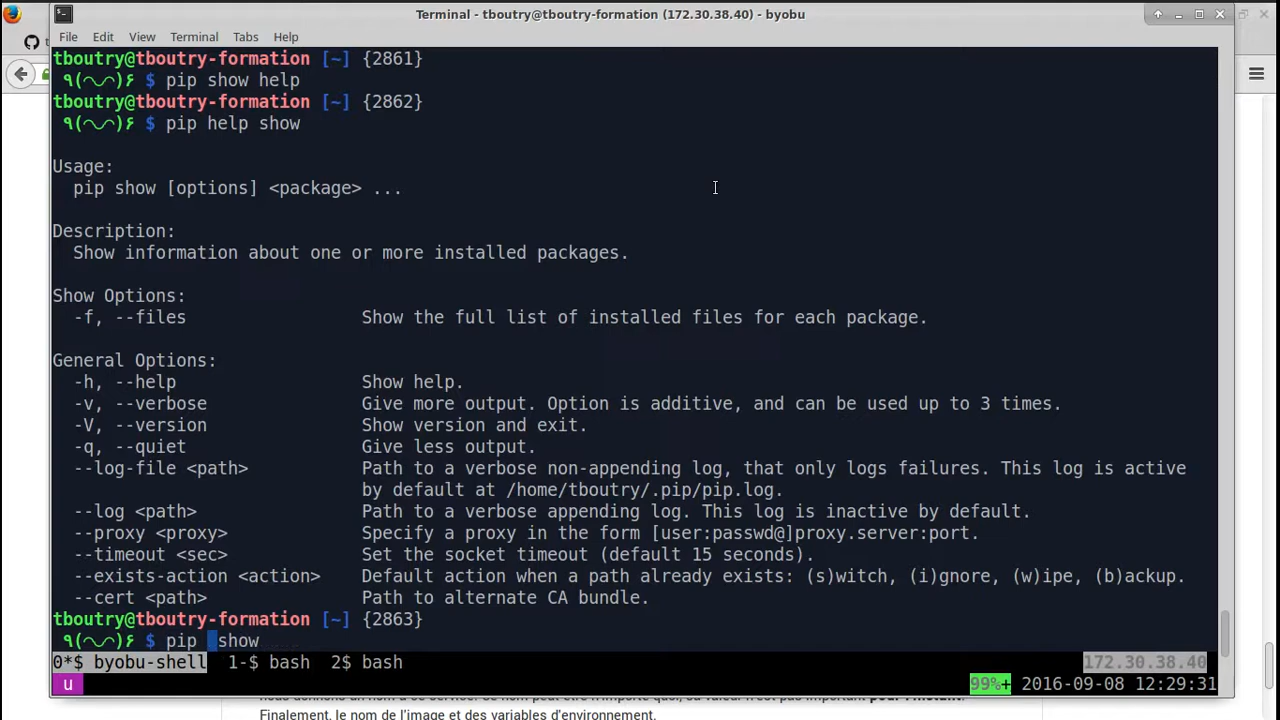 Terminal - tboutry@tboutry-formation (172.30.38.40) - byobu
File Edit View Terminal Tabs Help
tboutry@tboutry-formation [~] {2861}
٩(◡◡)۶ $ pip show help
tboutry@tboutry-formation [~] {2862}
٩(◡◡)۶ $ pip help show
Usage:
pip show [options] <package> ...
Description:
Show information about one or more installed packages.
Show Options:
-f, --files Show the full list of installed files for each package.
General Options:
-h, --help Show help.
-v, --verbose Give more output. Option is additive, and can be used up to 3 times.
-V, --version Show version and exit.
-q, --quiet Give less output.
--log-file <path> Path to a verbose non-appending log, that only logs failures. This log is active
by default at /home/tboutry/.pip/pip.log.
--log <path> Path to a verbose appending log. This log is inactive by default.
--proxy <proxy> Specify a proxy in the form [user:passwd@]proxy.server:port.
--timeout <sec> Set the socket timeout (default 15 seconds).
--exists-action <action> Default action when a path already exists: (s)witch, (i)gnore, (w)ipe, (b)ackup.
--cert <path> Path to alternate CA bundle.
tboutry@tboutry-formation [~] {2863}
٩(◡◡)۶ $ pip show
0*$ byobu-shell 1-$ bash 2$ bash 172.30.38.40
u 99%+ 2016-09-08 12:29:31
Finalement, le nom de l'image et des variables d'environnement.